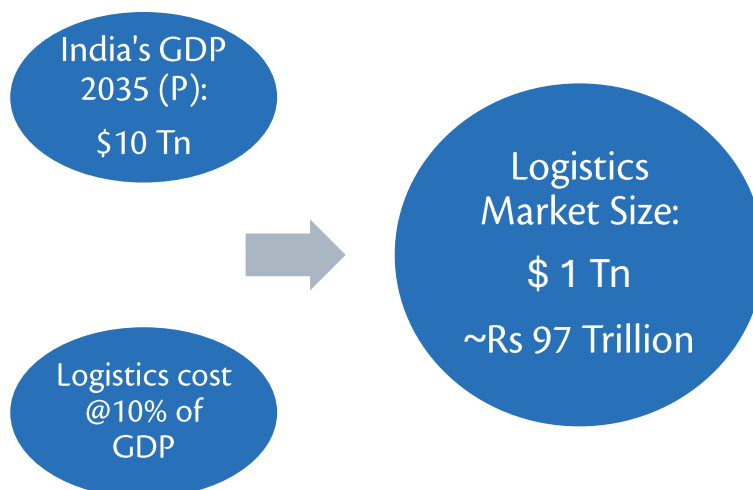 India's GDP
2035 (P):
$10 Tn
Logistics cost
@10% of
GDP
Logistics
Market Size:
$ 1 Tn
~Rs 97 Trillion